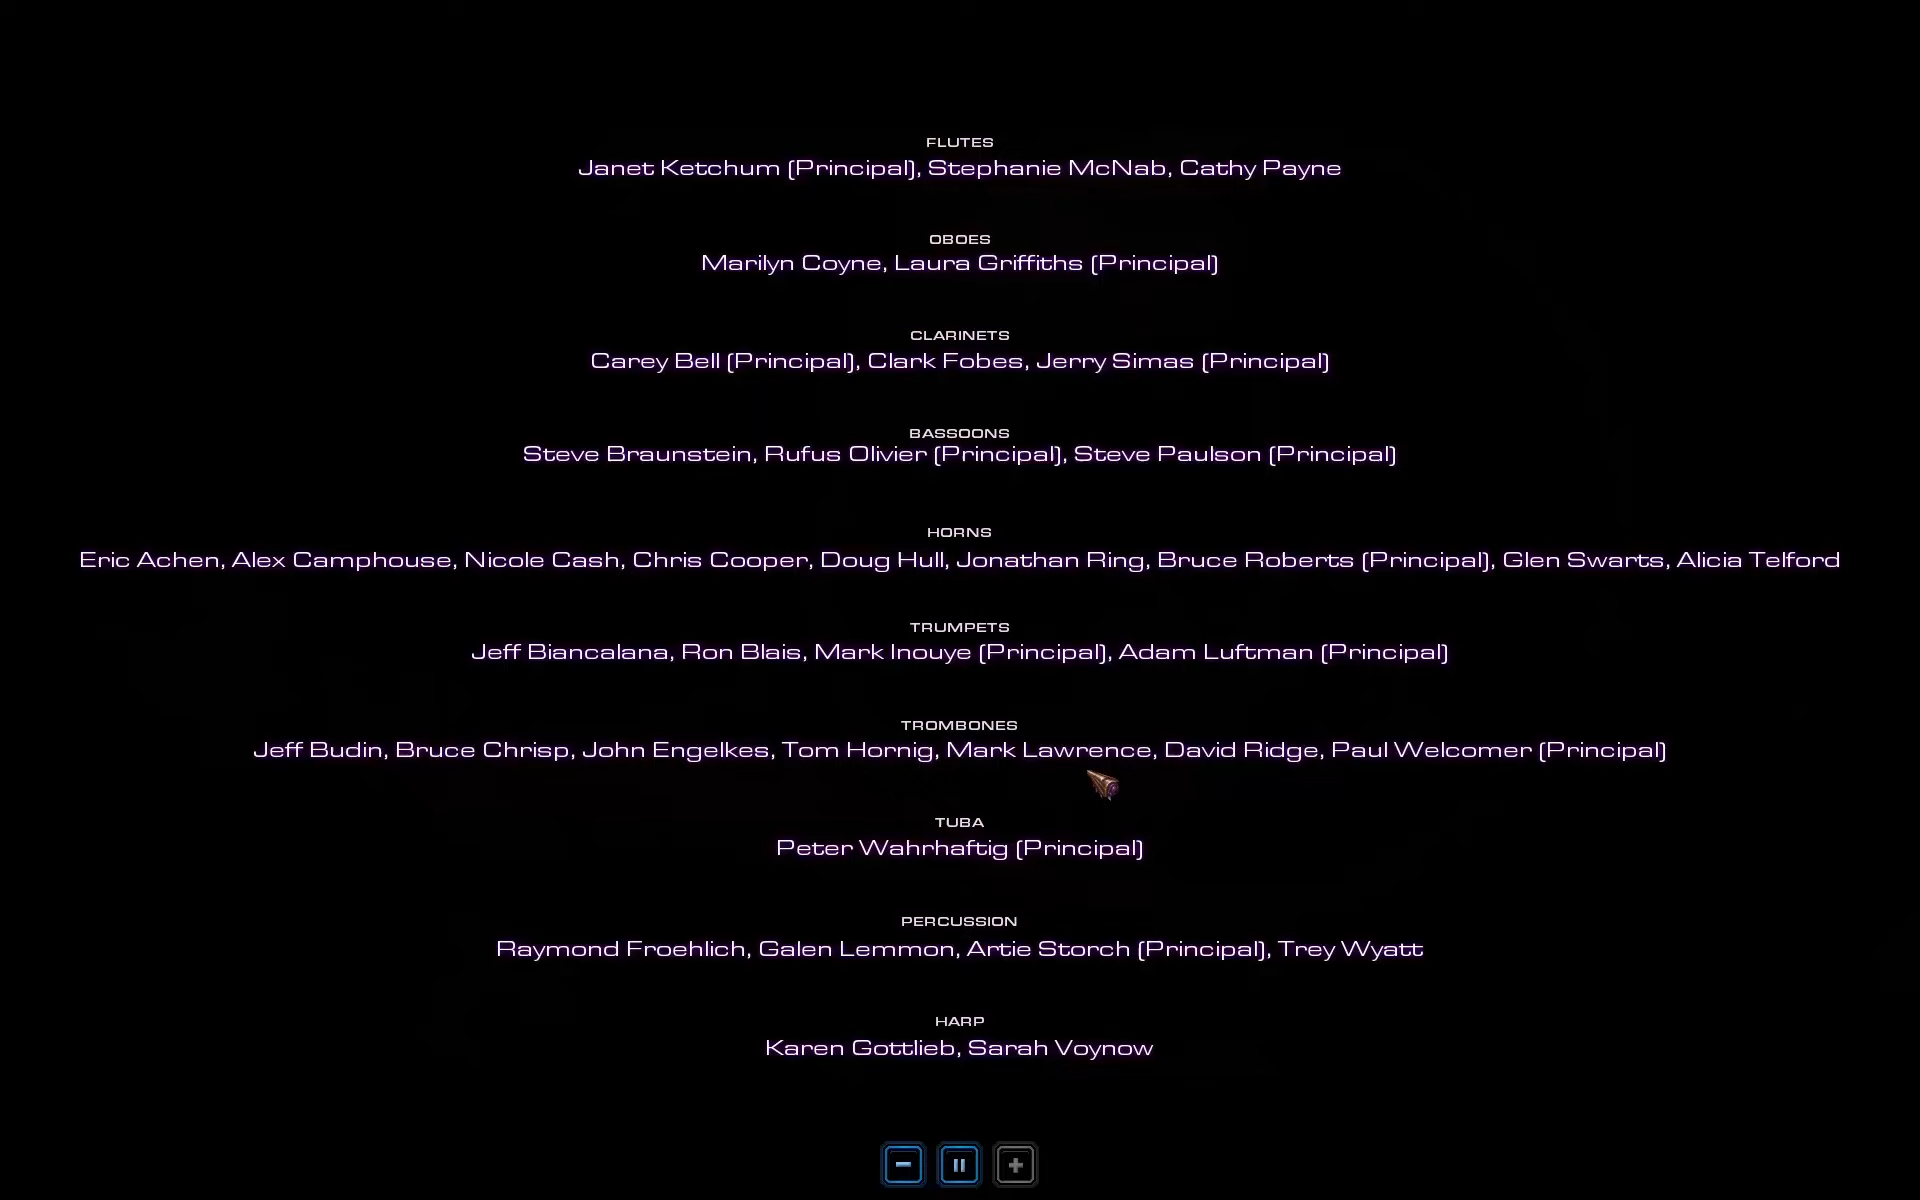 FLUTES
Janet Ketchum (Principal), Stephanie McNab, Cathy Payne
OBOES
Marilyn Coyne, Laura Griffiths (Principal)
CLARINETS
Carey Bell (Principal), Clark Fobes, Jerry Simas (Principal)
BASSOONS
Steve Braunstein, Rufus Olivier (Principal), Steve Paulson (Principal)
HORNS
Eric Achen, Alex Camphouse, Nicole Cash, Chris Cooper, Doug Hull, Jonathan Ring, Bruce Roberts (Principal), Glen Swarts, Alicia Telford
TRUMPETS
Jeff Biancalana, Ron Blais, Mark Inouye (Principal), Adam Luftman (Principal)
TROMBONES
Jeff Budin, Bruce Chrisp, John Engelkes, Tom Hornig, Mark Lawrence, David Ridge, Paul Welcomer (Principal)
TUBA
Peter Wahrhaftig (Principal)
PERCUSSION
Raymond Froehlich, Galen Lemmon, Artie Storch (Principal), Trey Wyatt
HARP
Karen Gottlieb, Sarah Voynow